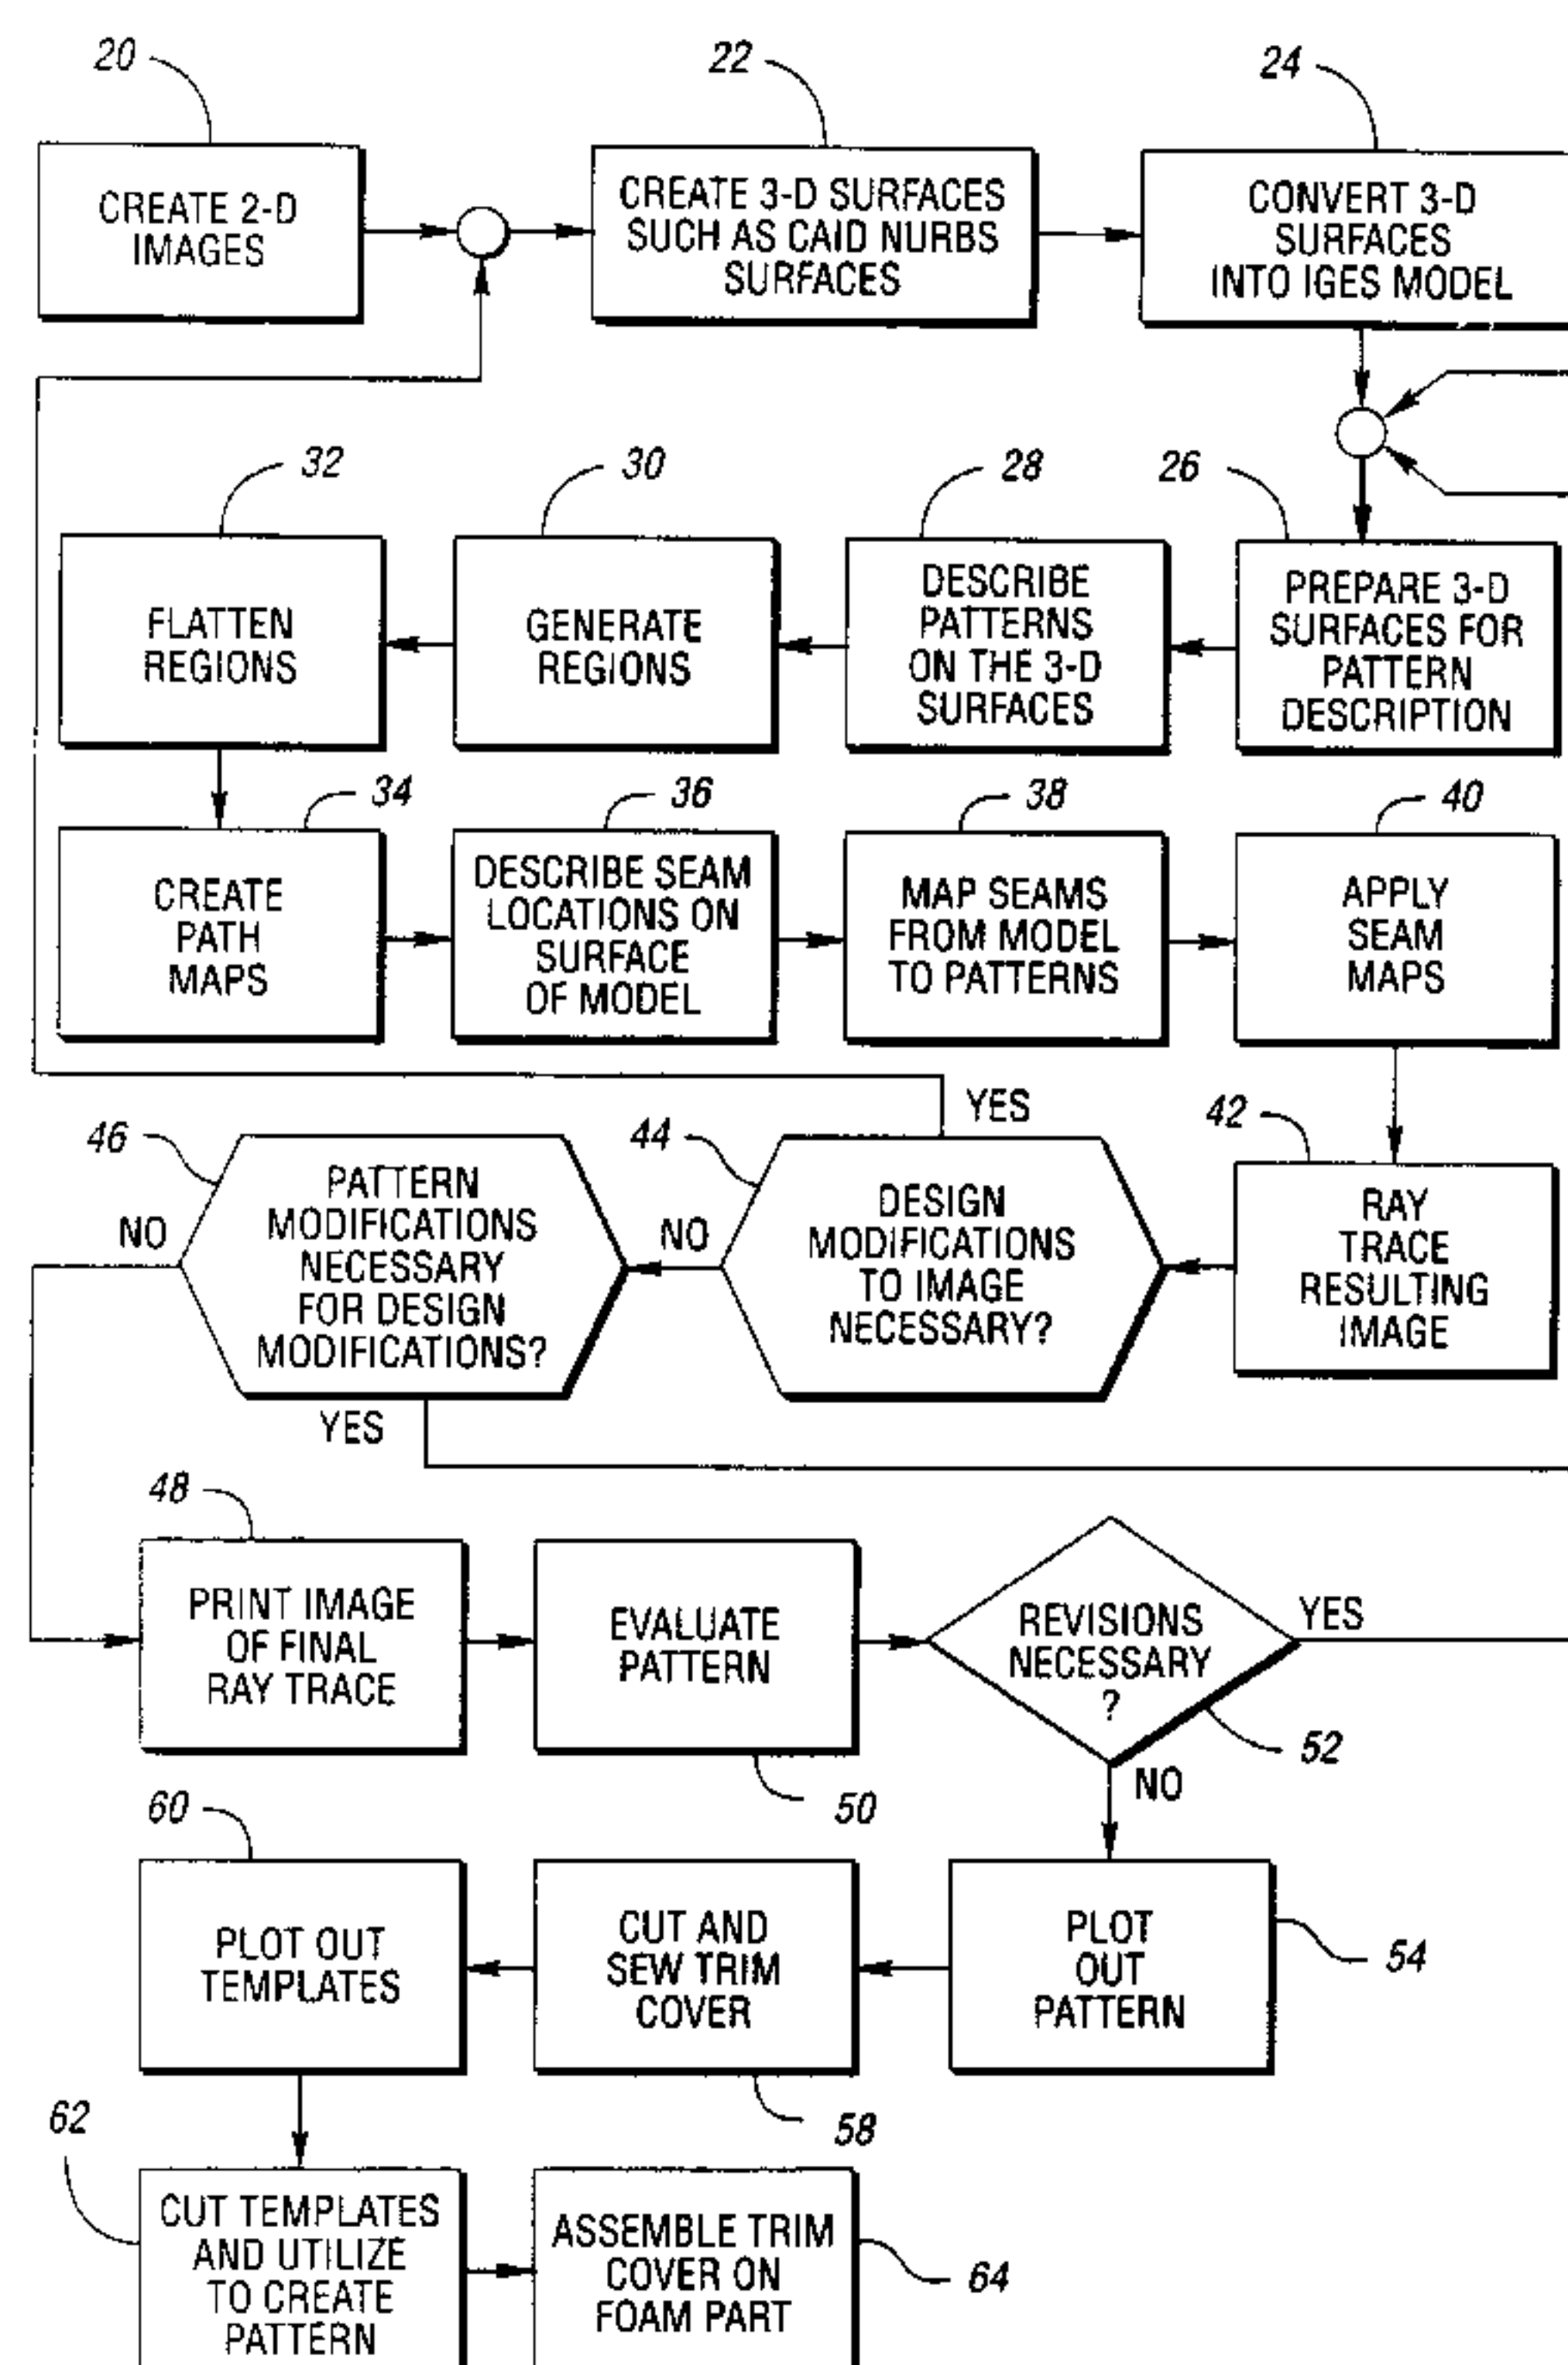 20
22
24
CREATE 2-D
IMAGES
CREATE 3-D SURFACES
SUCH AS CAID NURBS
SURFACES
CONVERT 3-D
SURFACES
INTO IGES MODEL
32
30
28
26
FLATTEN
REGIONS
GENERATE
REGIONS
DESCRIBE
PATTERNS
ON THE 3-D
SURFACES
PREPARE 3-D
SURFACES FOR
PATTERN
DESCRIPTION
34
36
38
40
CREATE
PATH
MAPS
DESCRIBE SEAM
LOCATIONS ON
SURFACE
OF MODEL
MAP SEAMS
FROM MODEL
TO PATTERNS
APPLY
SEAM
MAPS
YES
46
44
42
NO
PATTERN
MODIFICATIONS
NECESSARY
FOR DESIGN
MODIFICATIONS?
NO
DESIGN
MODIFICATIONS
TO IMAGE
NECESSARY?
RAY
TRACE
RESULTING
IMAGE
YES
48
PRINT IMAGE
OF FINAL
RAY TRACE
EVALUATE
PATTERN
REVISIONS
NECESSARY
?
YES
52
NO
50
60
PLOT OUT
TEMPLATES
CUT AND
SEW TRIM
COVER
PLOT
OUT
PATTERN
54
58
62
CUT TEMPLATES
AND UTILIZE
TO CREATE
PATTERN
ASSEMBLE TRIM
COVER ON
FOAM PART
64